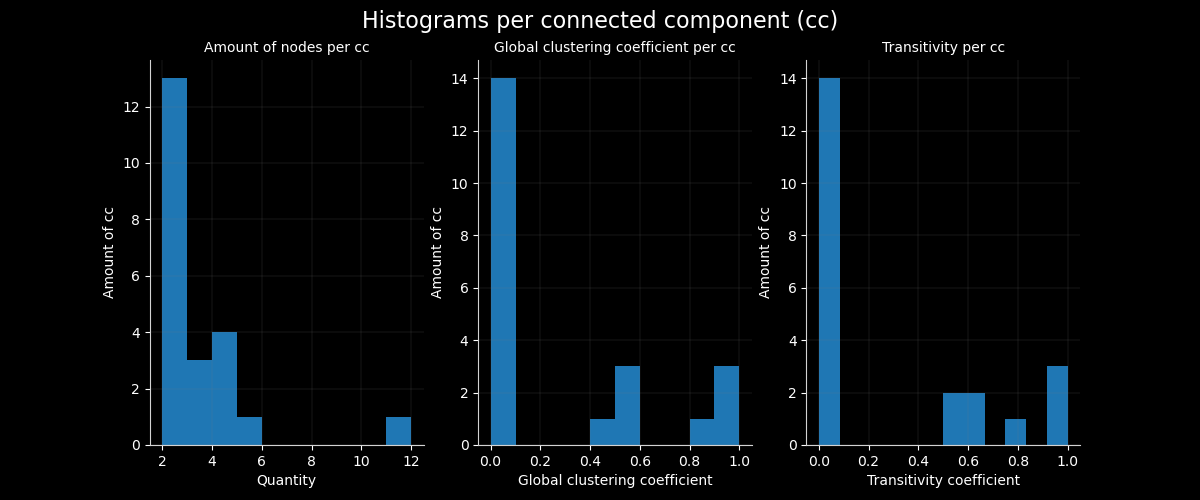 Histograms per connected component (cc)
Amount of nodes per cc
Amount of cc
12
10
8
6
4
2
0
2 4 6 8 10 12
Quantity
Global clustering coefficient per cc
Amount of cc
14
12
10
8
6
4
2
0
0.0 0.2 0.4 0.6 0.8 1.0
Global clustering coefficient
Transitivity per cc
Amount of cc
14
12
10
8
6
4
2
0
0.0 0.2 0.4 0.6 0.8 1.0
Transitivity coefficient